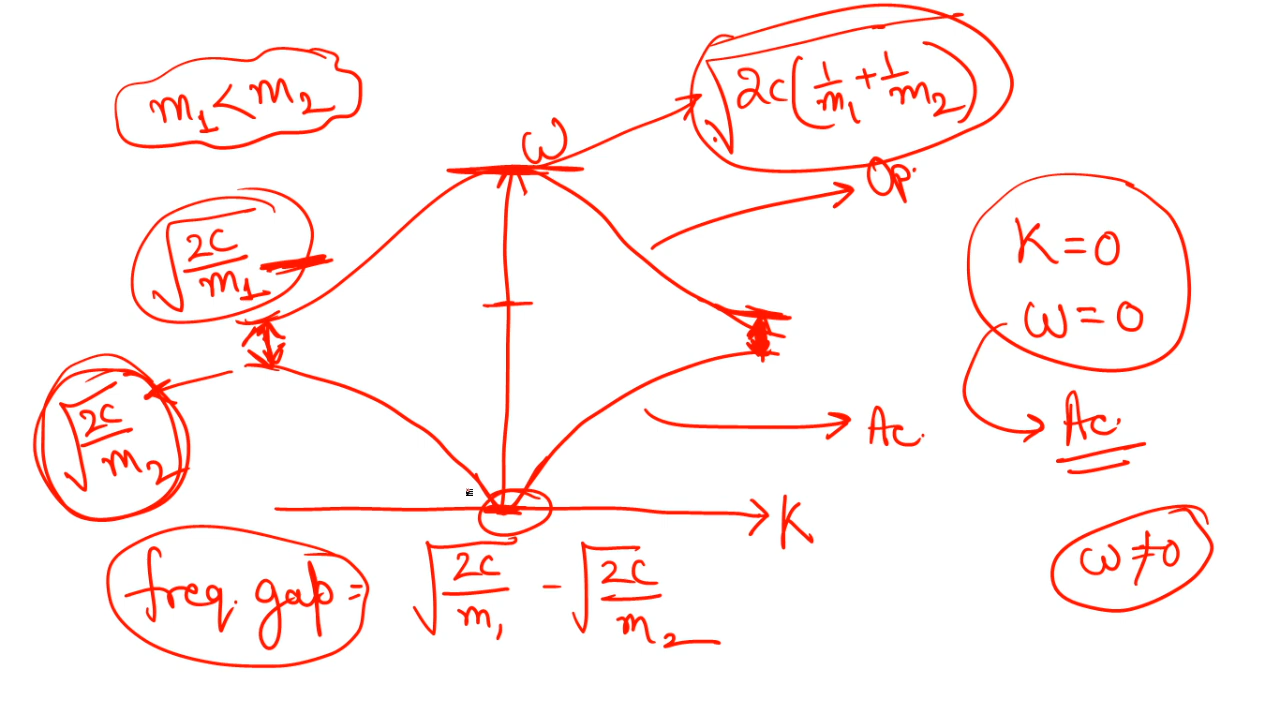 m₁ < m₂
ω
√(2c(1/m₁ + 1/m₂))
Op.
√(2C/m₁)
K = 0
ω = 0
√(2C/m₂)
Ac.
Ac.
K
ω ≠ 0
freq. gap = √(2C/m₁) - √(2C/m₂)